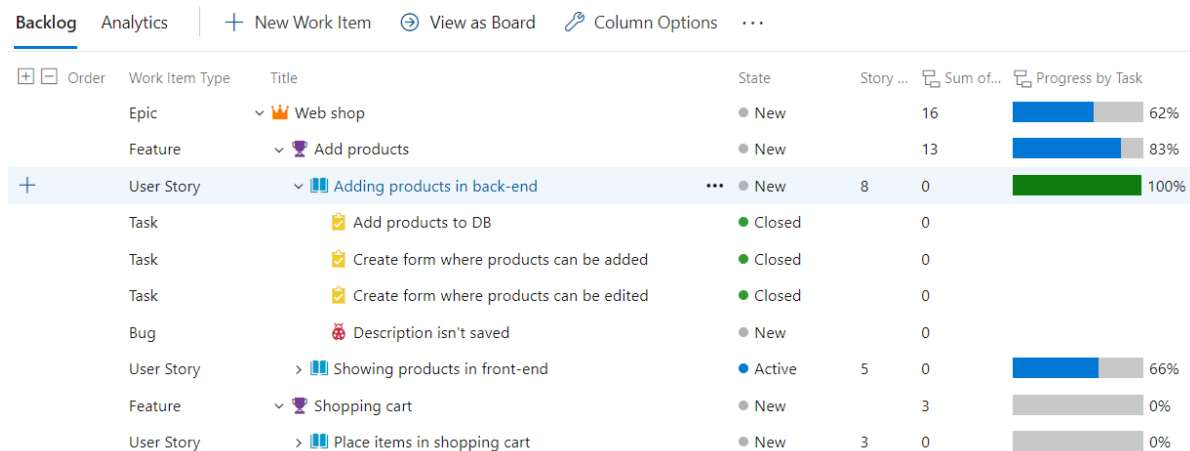 Backlog Analytics New Work Item View as Board Column Options ...
Order Work Item Type Title State Story ... Sum of... Progress by Task
Epic Web shop New 16 62%
Feature Add products New 13 83%
User Story Adding products in back-end ... New 8 0 100%
Task Add products to DB Closed 0
Task Create form where products can be added Closed 0
Task Create form where products can be edited Closed 0
Bug Description isn't saved New 0
User Story Showing products in front-end Active 5 0 66%
Feature Shopping cart New 3 0%
User Story Place items in shopping cart New 3 0 0%